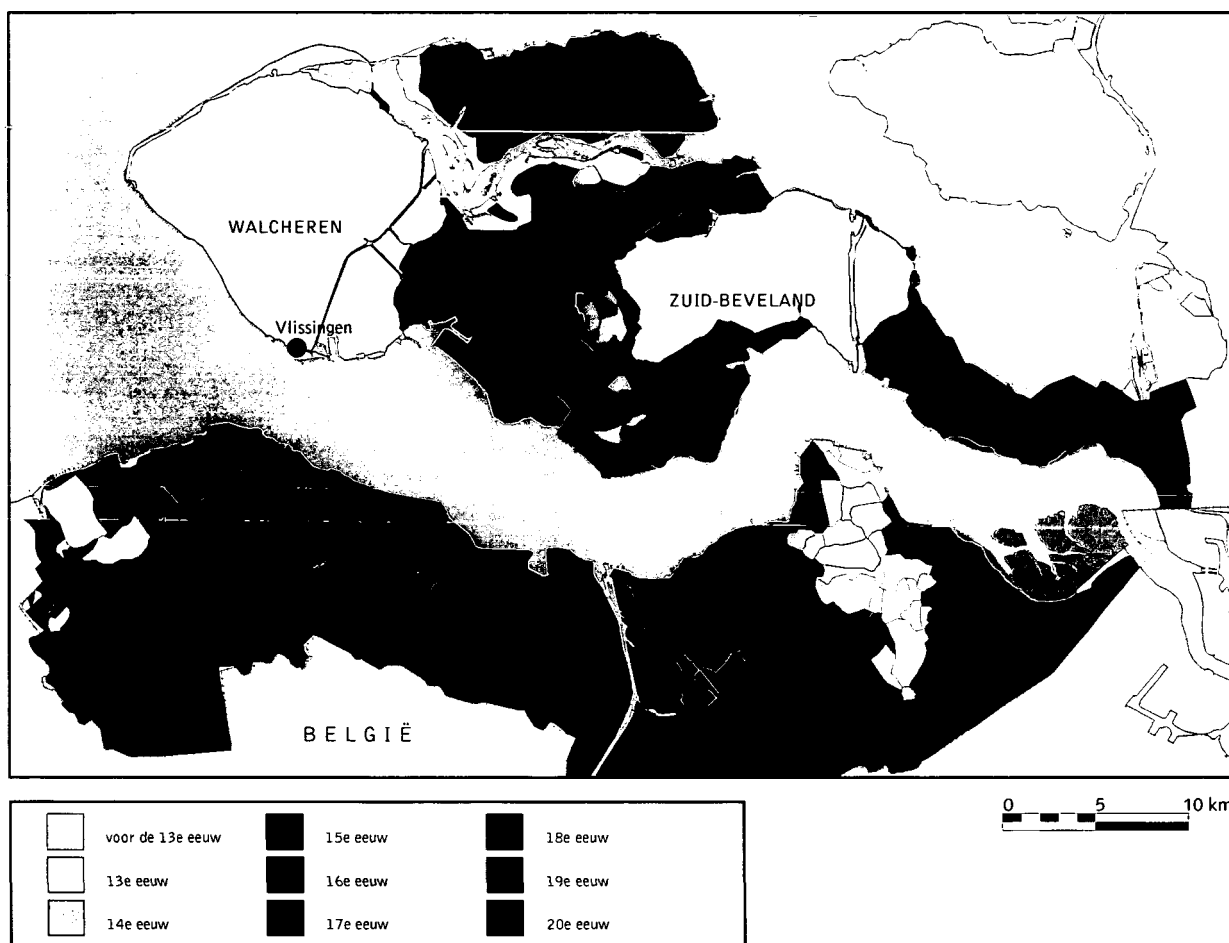 WALCHEREN
ZUID-BEVELAND
Vlissingen
BELGIË
0 5 10 km
voor de 13e eeuw
13e eeuw
14e eeuw
15e eeuw
16e eeuw
17e eeuw
18e eeuw
19e eeuw
20e eeuw